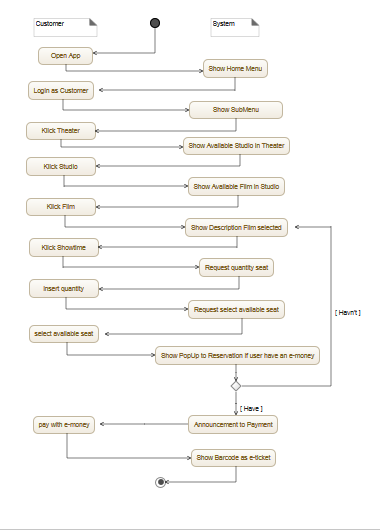 Customer
System
Open App
Show Home Menu
Login as Customer
Show SubMenu
Klick Theater
Show Available Studio in Theater
Klick Studio
Show Available Film in Studio
Klick Film
Show Description Film selected
Klick Showtime
Request quantity seat
Insert quantity
Request select available seat
[ Havn't ]
select available seat
Show PopUp to Reservation if user have an e-money
[ Have ]
pay with e-money
Announcement to Payment
Show Barcode as e-ticket